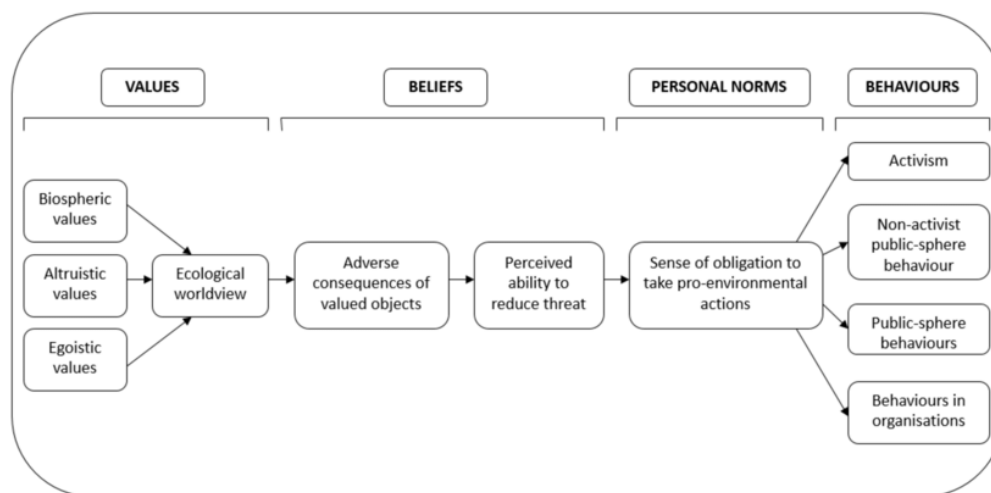 VALUES
BELIEFS
PERSONAL NORMS
BEHAVIOURS
Biospheric
values
Altruistic
values
Egoistic
values
Ecological
worldview
Adverse
consequences of
valued objects
Perceived
ability to
reduce threat
Sense of obligation to
take pro-environmental
actions
Activism
Non-activist
public-sphere
behaviour
Public-sphere
behaviours
Behaviours in
organisations